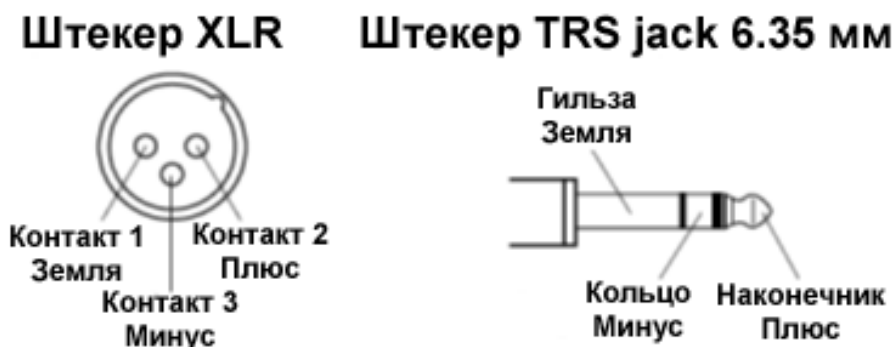 Штекер XLR
Штекер TRS jack 6.35 мм
Гильза
Земля
Контакт 1
Земля
Контакт 2
Плюс
Контакт 3
Минус
Кольцо
Минус
Наконечник
Плюс